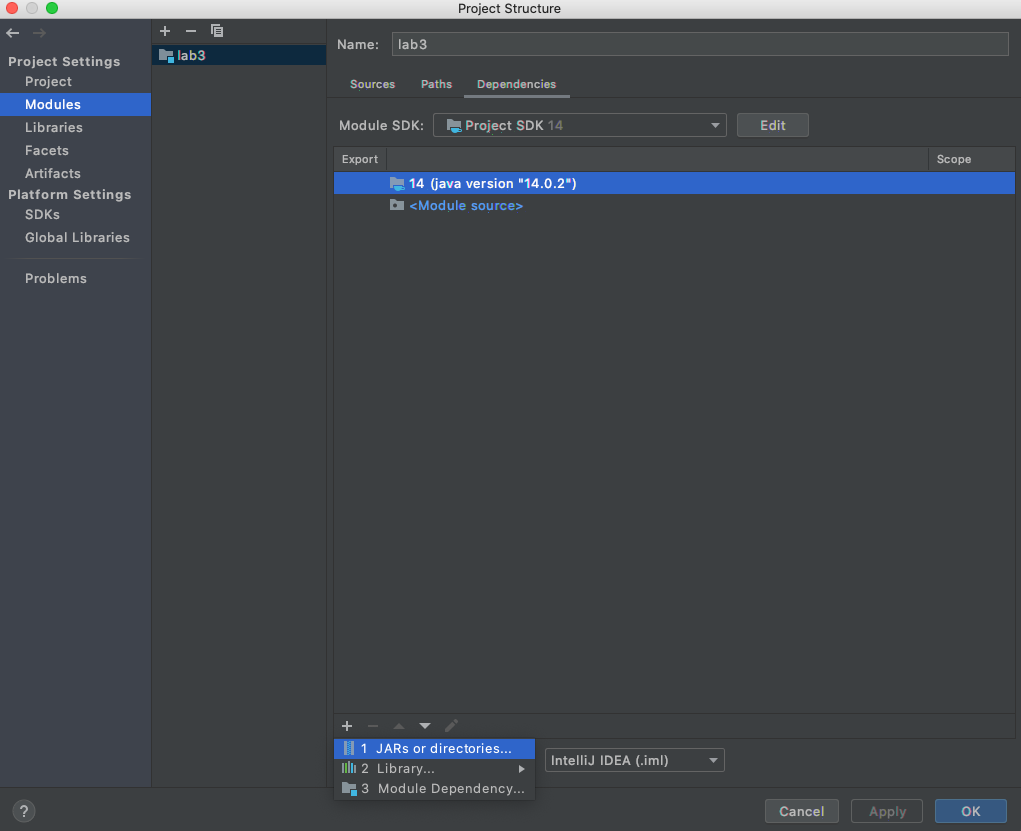 Project Structure
Project Settings
Project
Modules
Libraries
Facets
Artifacts
Platform Settings
SDKs
Global Libraries
Problems
lab3
Name: lab3
Sources Paths Dependencies
Module SDK: Project SDK 14 Edit
Export Scope
14 (java version "14.0.2")
<Module source>
1 JARs or directories...
2 Library...
3 Module Dependency...
IntelliJ IDEA (.iml)
? Cancel Apply OK